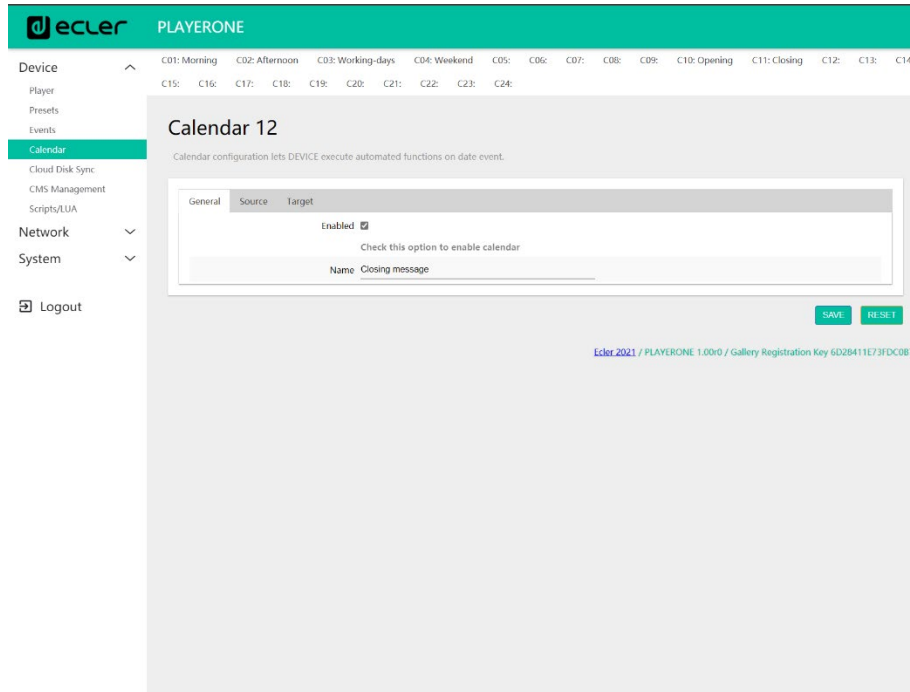 ecler PLAYERONE
Device
Player
Presets
Events
Calendar
Cloud Disk Sync
CMS Management
Scripts/LUA
Network
System
Logout
C01: Morning C02: Afternoon C03: Working-days C04: Weekend C05: C06: C07: C08: C09: C10: Opening C11: Closing C12: C13: C14
C15: C16: C17: C18: C19: C20: C21: C22: C23: C24:
Calendar 12
Calendar configuration lets DEVICE execute automated functions on date event.
General Source Target
Enabled
Check this option to enable calendar
Name Closing message
SAVE RESET
Ecler 2021 / PLAYERONE 1.00r0 / Gallery Registration Key 6D28411E73FDC0B